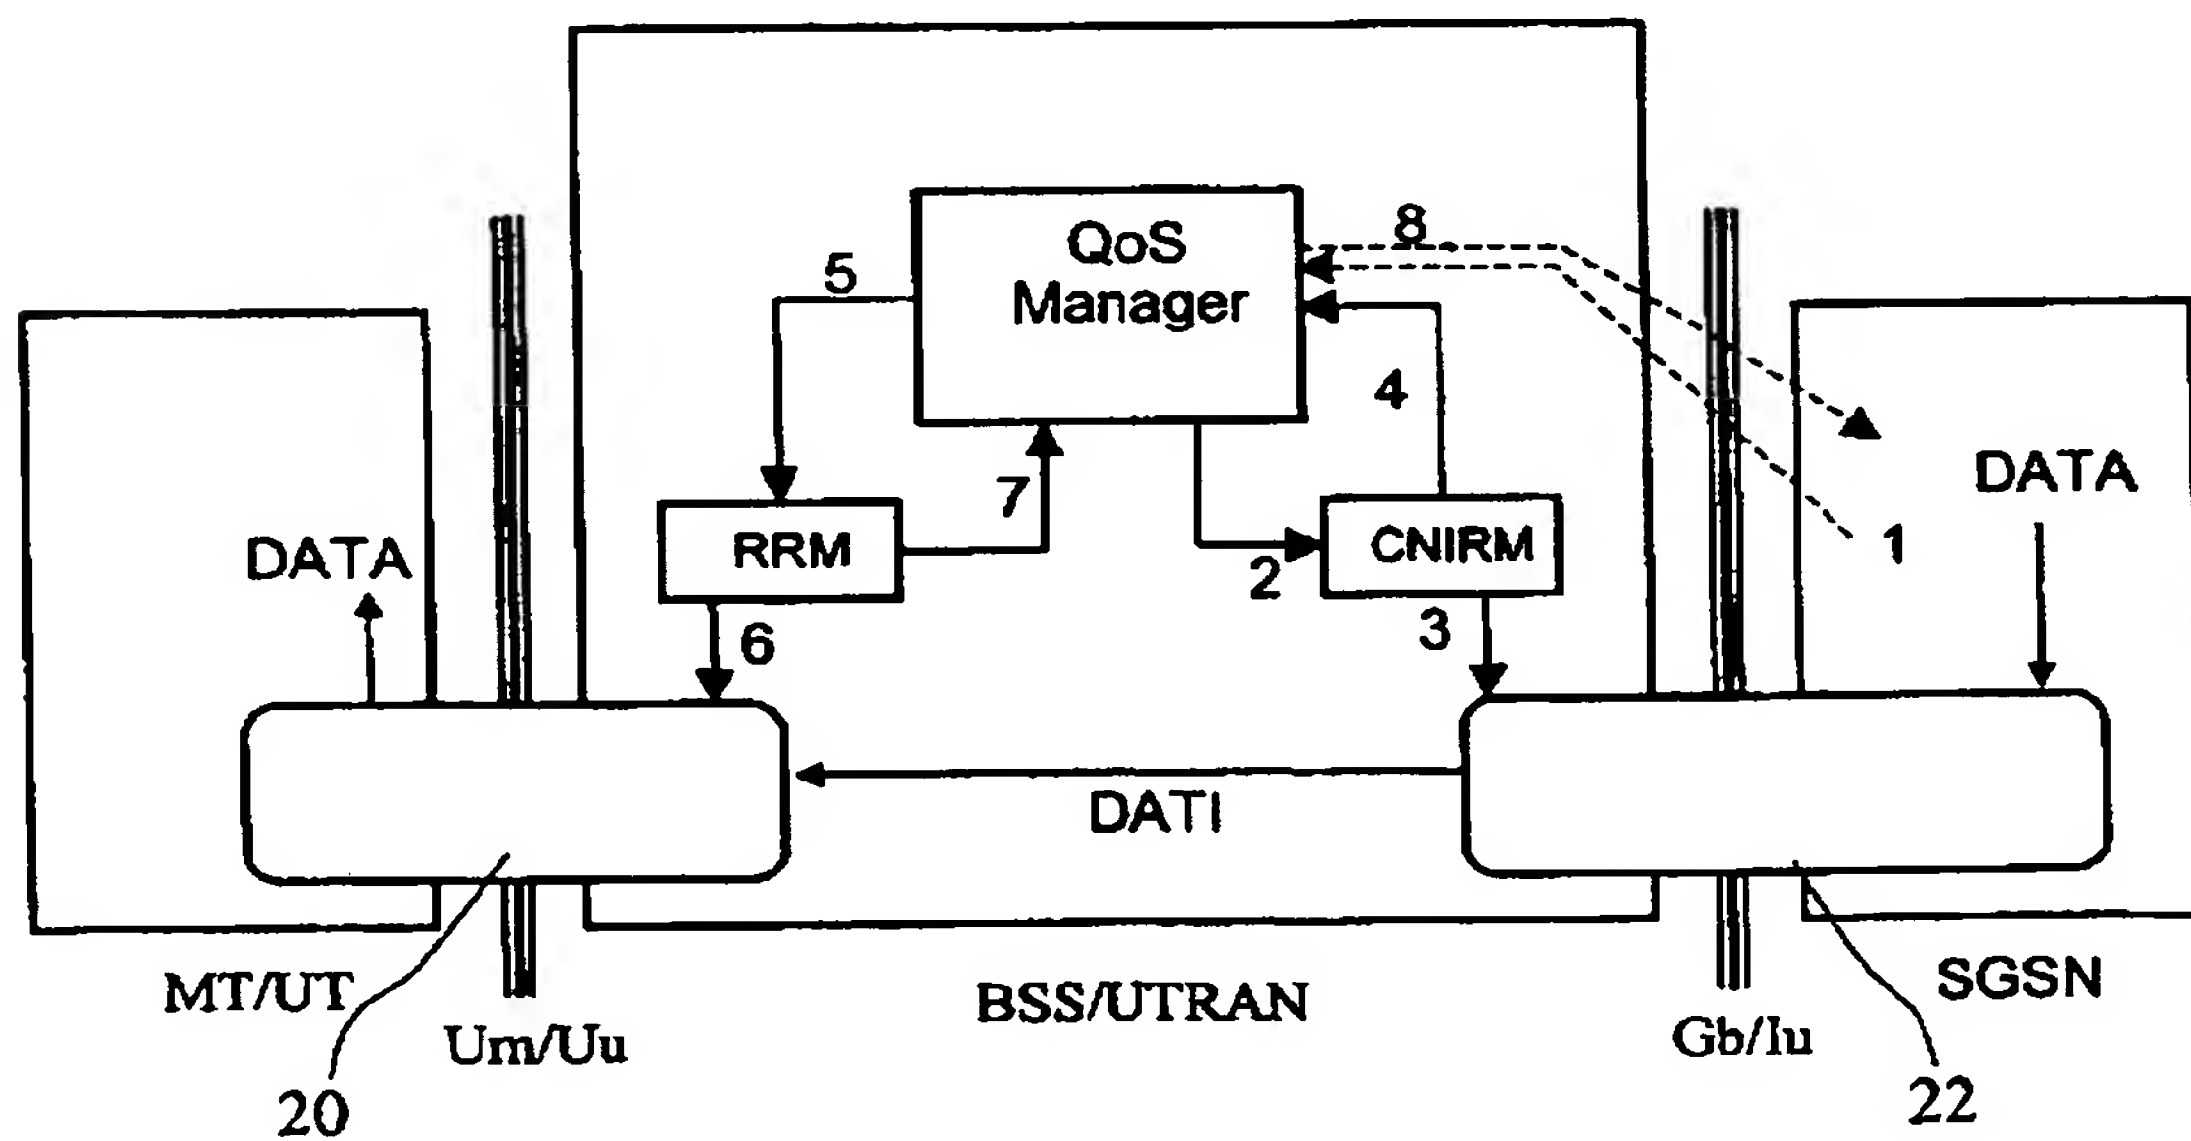 8
QoS
Manager
5
4
DATA
7
1
RRM
CNIRM
DATA
2
3
6
DATI
MT/UT
BSS/UTRAN
SGSN
Um/Uu
Gb/Iu
20
22